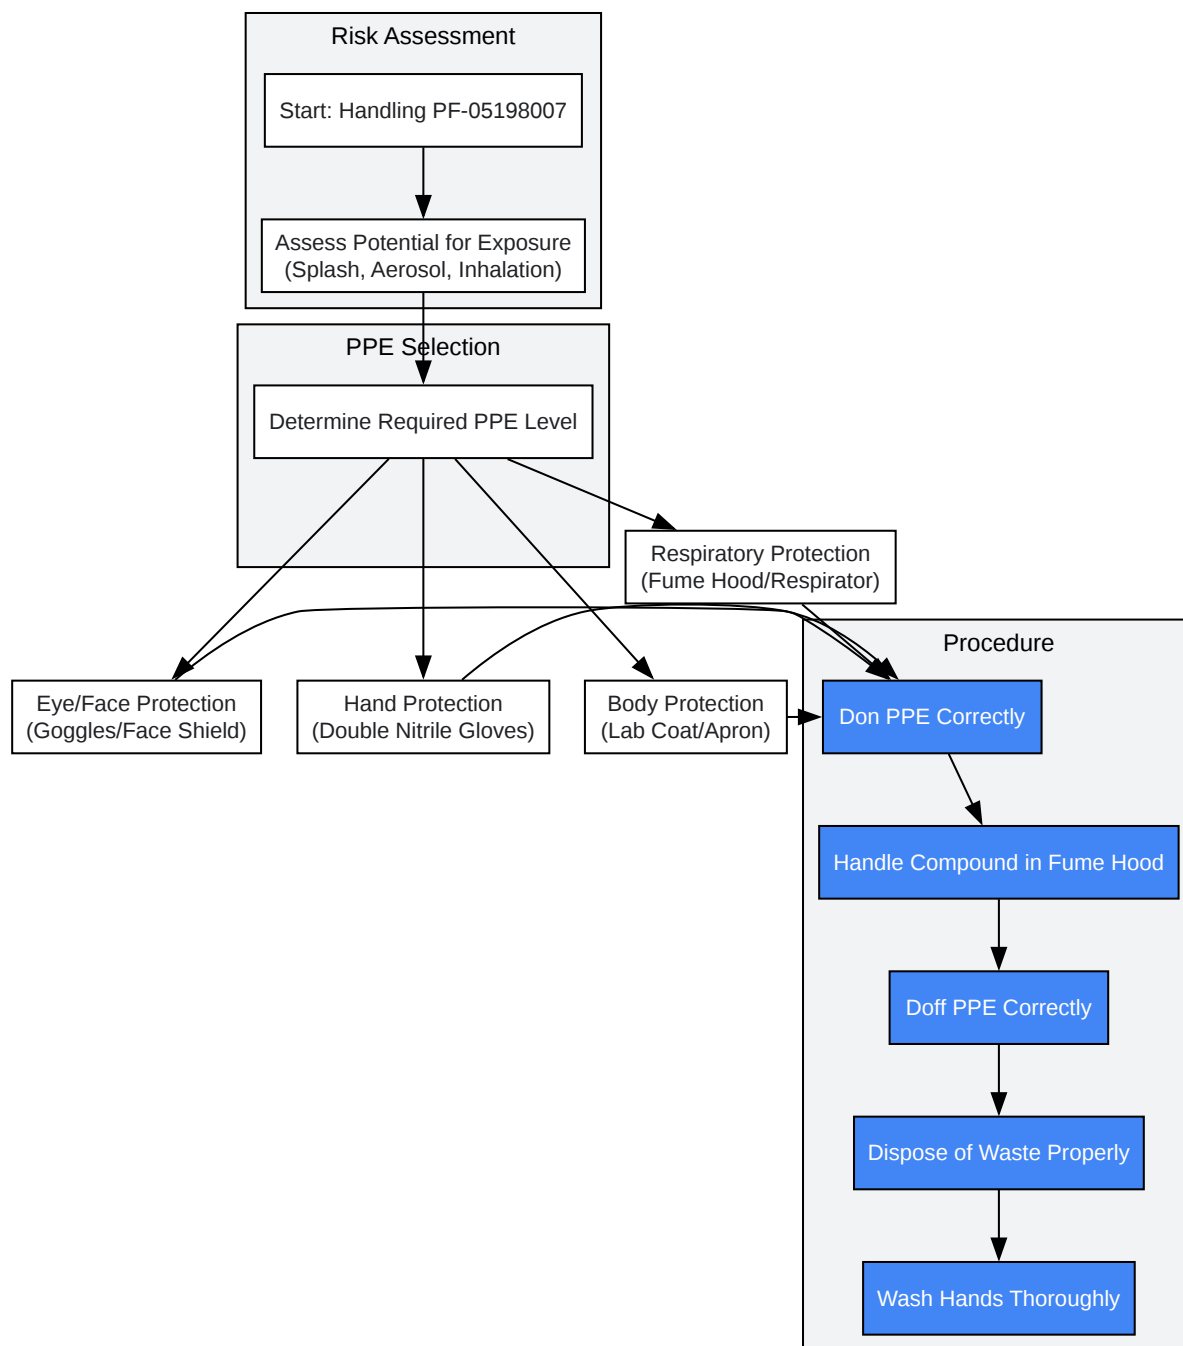 Risk Assessment
Start: Handling PF-05198007
Assess Potential for Exposure
(Splash, Aerosol, Inhalation)
PPE Selection
Determine Required PPE Level
Respiratory Protection
(Fume Hood/Respirator)
Procedure
Eye/Face Protection
(Goggles/Face Shield)
Hand Protection
(Double Nitrile Gloves)
Body Protection
(Lab Coat/Apron)
Don PPE Correctly
Handle Compound in Fume Hood
Doff PPE Correctly
Dispose of Waste Properly
Wash Hands Thoroughly